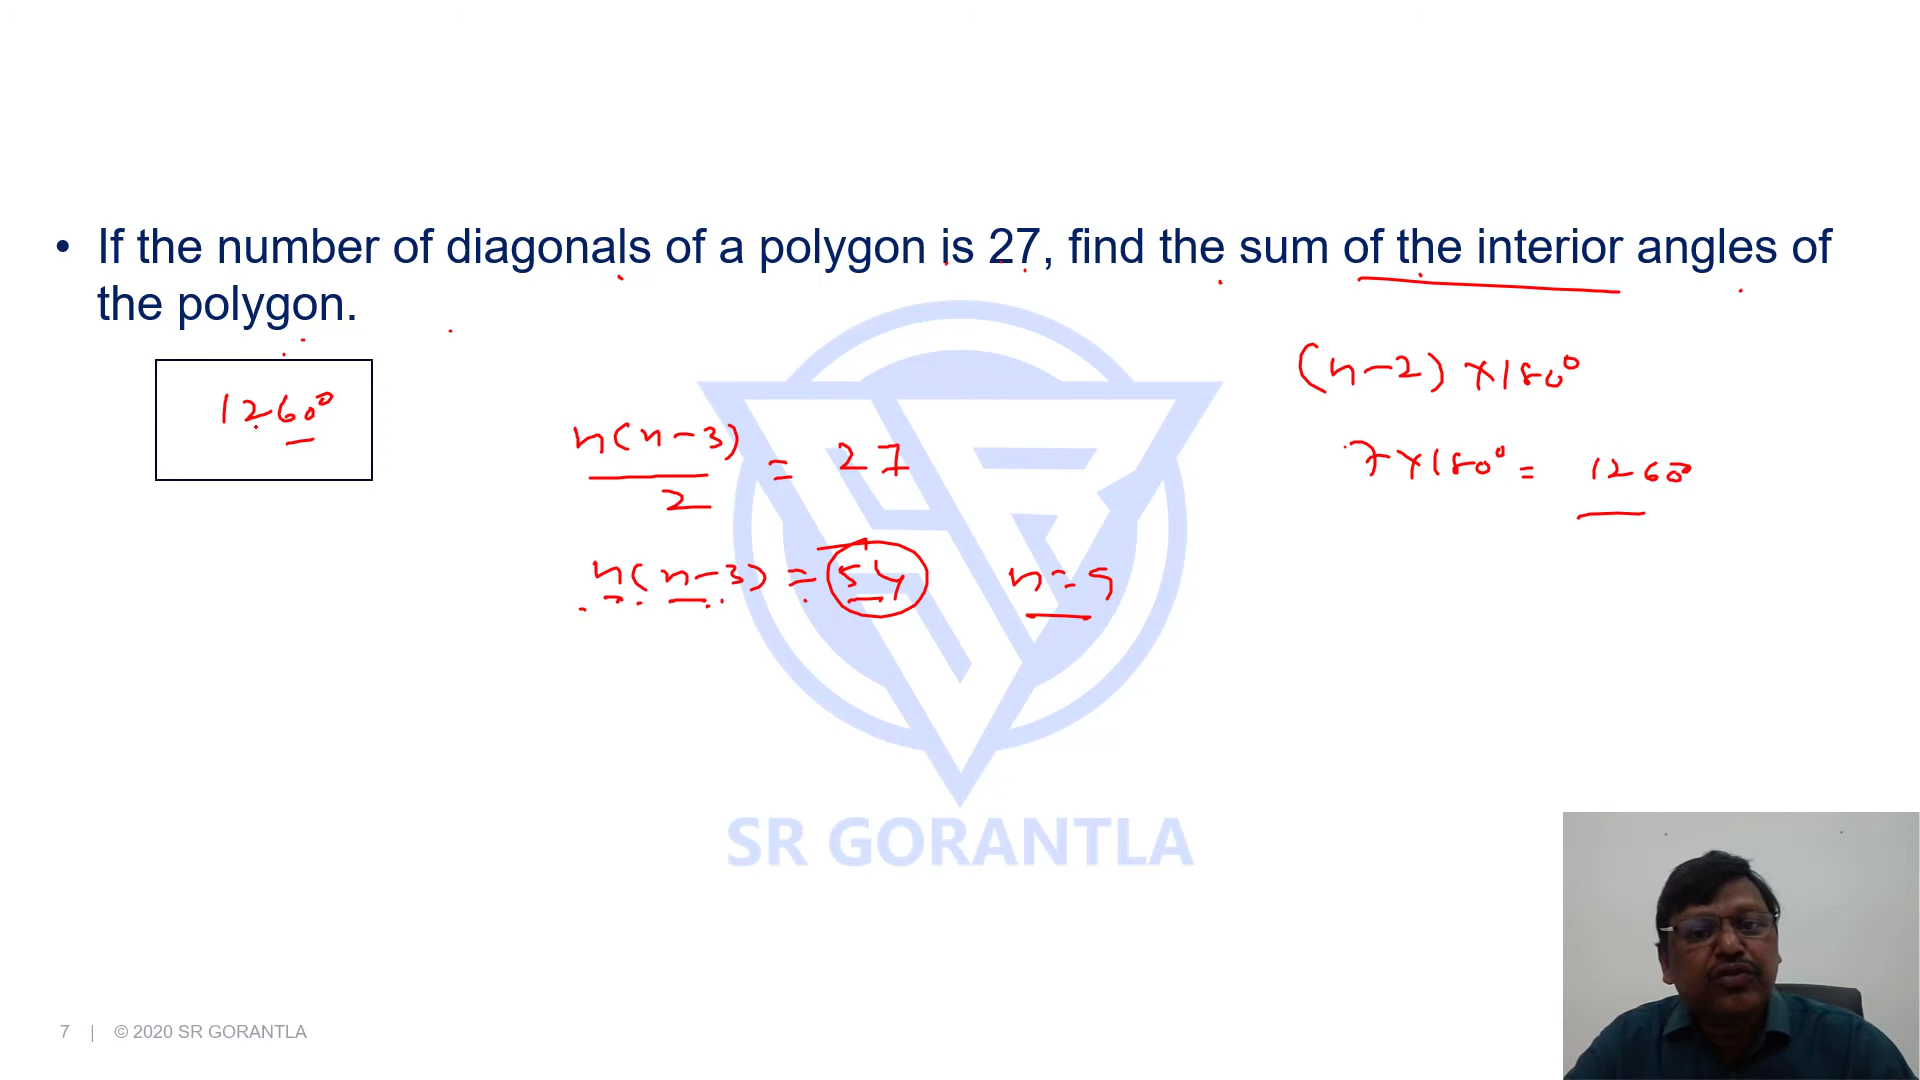 • If the number of diagonals of a polygon is 27, find the sum of the interior angles of
the polygon.
1260°
n(n-3)
2
= 27
n(n-3) = 54
n = 9
(n-2) ×180°
7×180° = 1260°
SR GORANTLA
7 | © 2020 SR GORANTLA